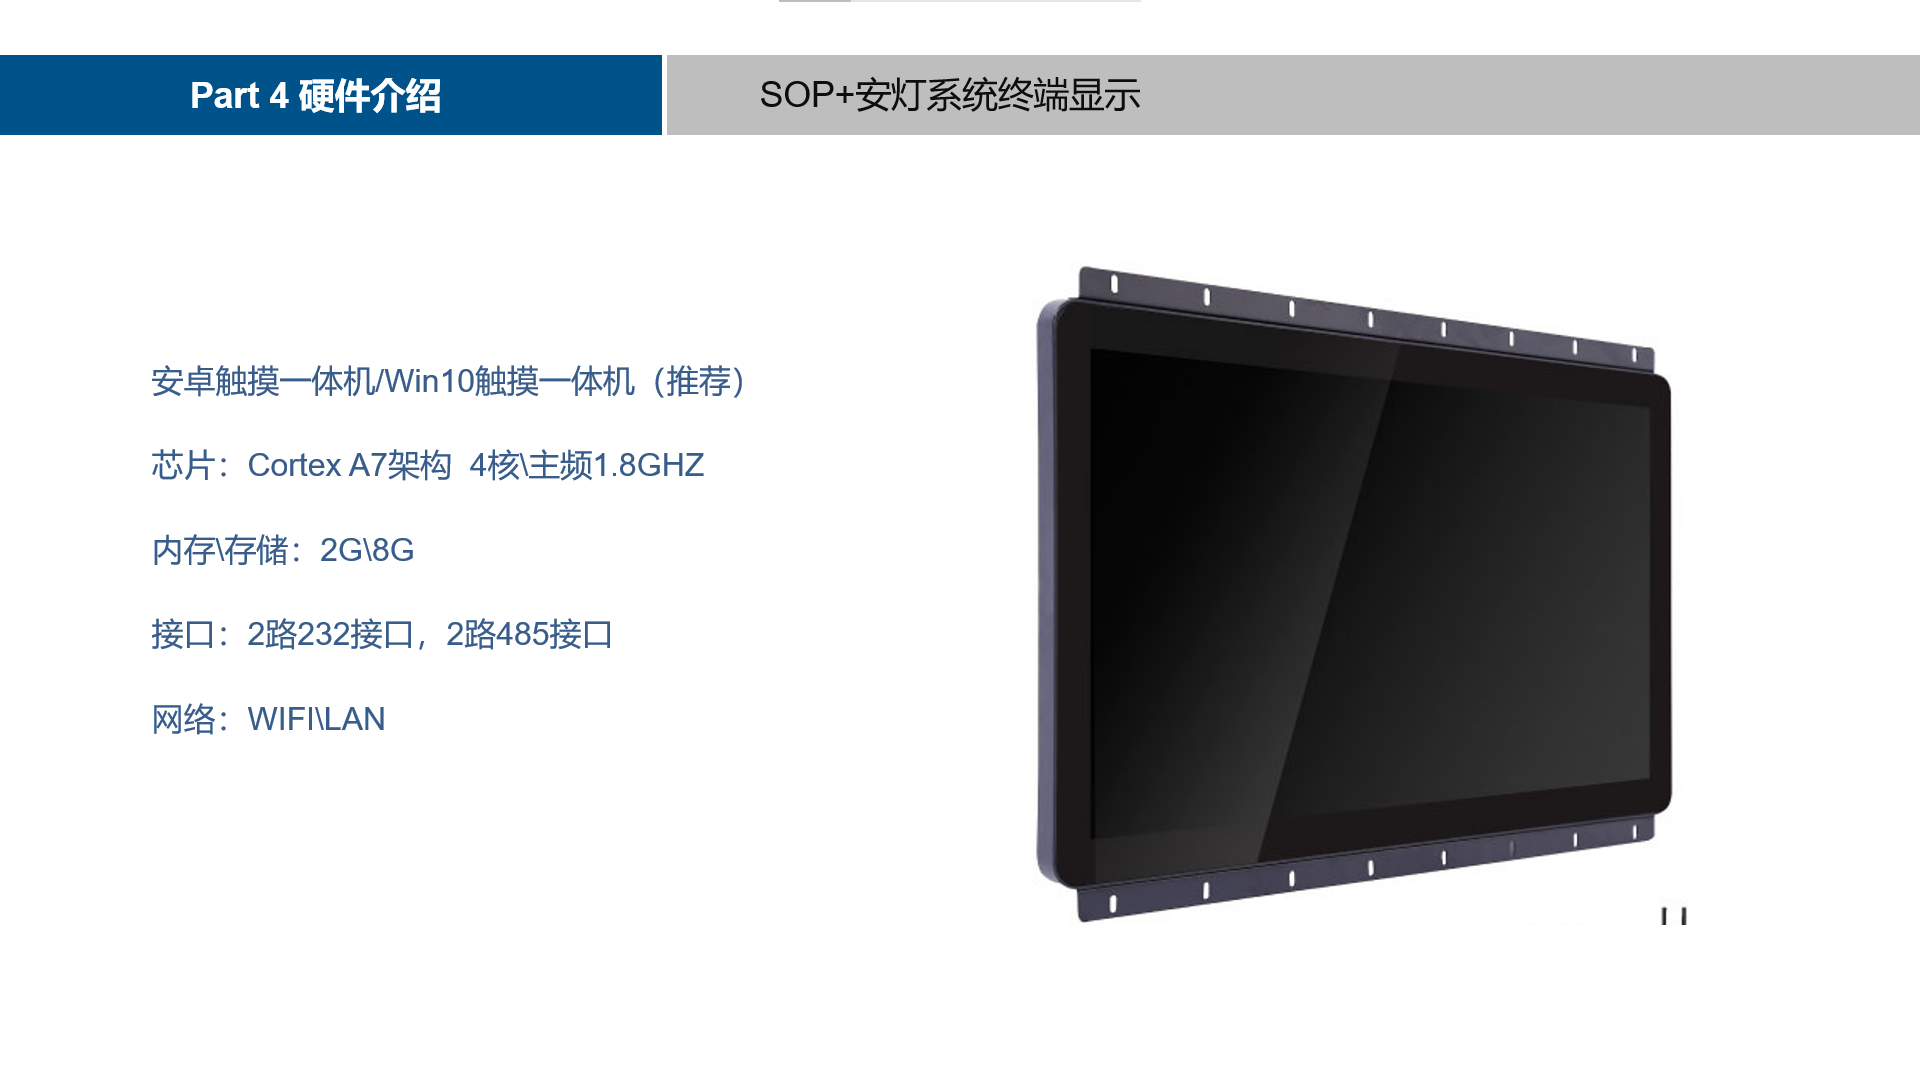 Part 4 硬件介绍
SOP+安灯系统终端显示
安卓触摸一体机/Win10触摸一体机（推荐）
芯片：Cortex A7架构  4核\主频1.8GHZ
内存\存储：2G\8G
接口：2路232接口，2路485接口
网络：WIFI\LAN